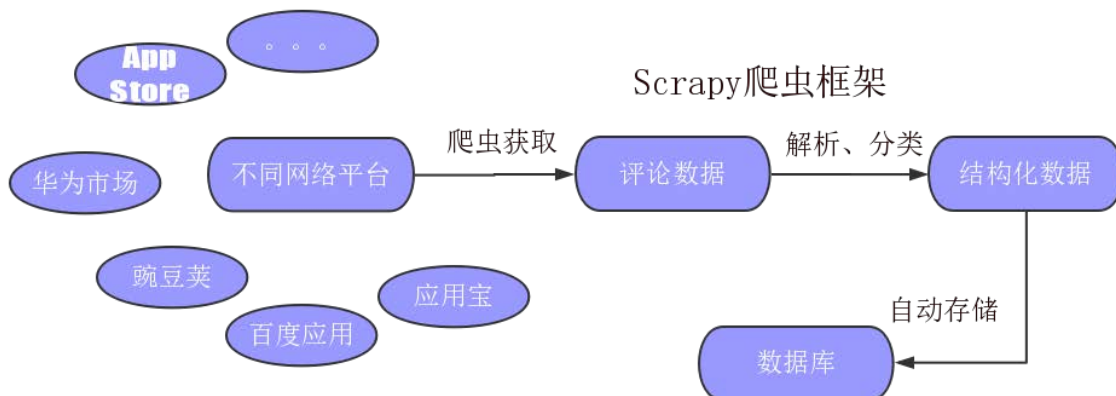 。。。
App
Store
Scrapy爬虫框架
华为市场
不同网络平台
爬虫获取
评论数据
解析、分类
结构化数据
豌豆荚
百度应用
应用宝
自动存储
数据库